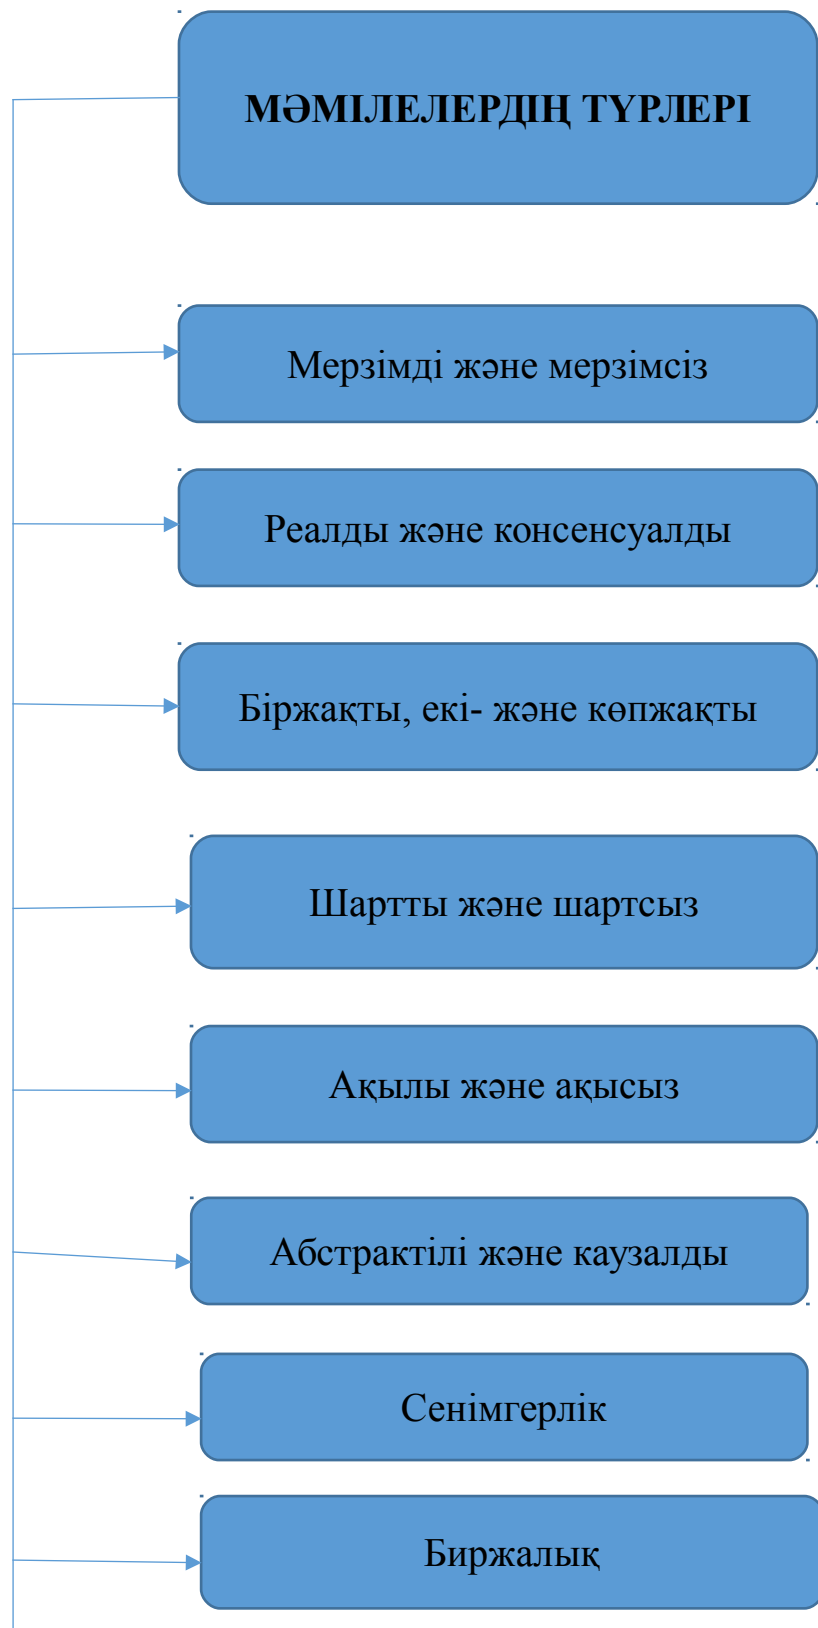 МӘМІЛЕЛЕРДІҢ ТҮРЛЕРІ
Мерзімді және мерзімсіз
Реалды және консенсуалды
Біржақты, екі- және көпжақты
Шартты және шартсыз
Ақылы және ақысыз
Абстрактілі және каузалды
Сенімгерлік
Биржалық